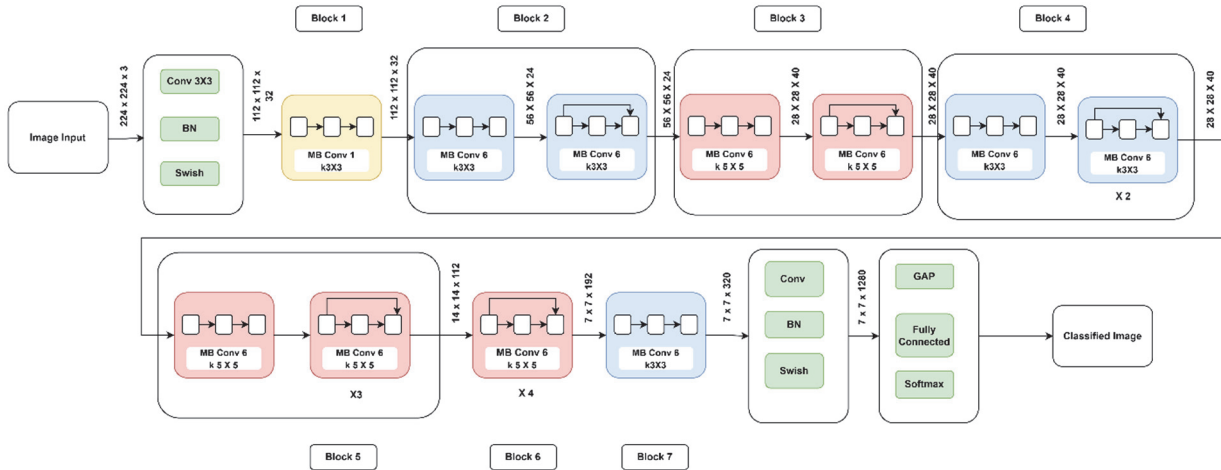 Block 1
Block 2
Block 3
Block 4
Image Input
224 x 224 x 3
Conv 3X3
BN
Swish
112 x 112 x
32
MB Conv 1
k3X3
112 x 112 x 32
MB Conv 6
k3X3
56 X 56 X 24
MB Conv 6
k3X3
56 X 56 X 24
MB Conv 6
k 5 X 5
28 X 28 X 40
MB Conv 6
k 5 X 5
28 X 28 X 40
MB Conv 6
k3X3
28 X 28 X 40
MB Conv 6
k3X3
X 2
28 X 28 X 40
MB Conv 6
k 5 X 5
MB Conv 6
k 5 X 5
X3
14 x 14 x 112
MB Conv 6
k 5 X 5
X 4
7 x 7 x 192
MB Conv 6
k3X3
7 x 7 x 320
Conv
BN
Swish
7 x 7 x 1280
GAP
Fully
Connected
Softmax
Classified Image
Block 5
Block 6
Block 7